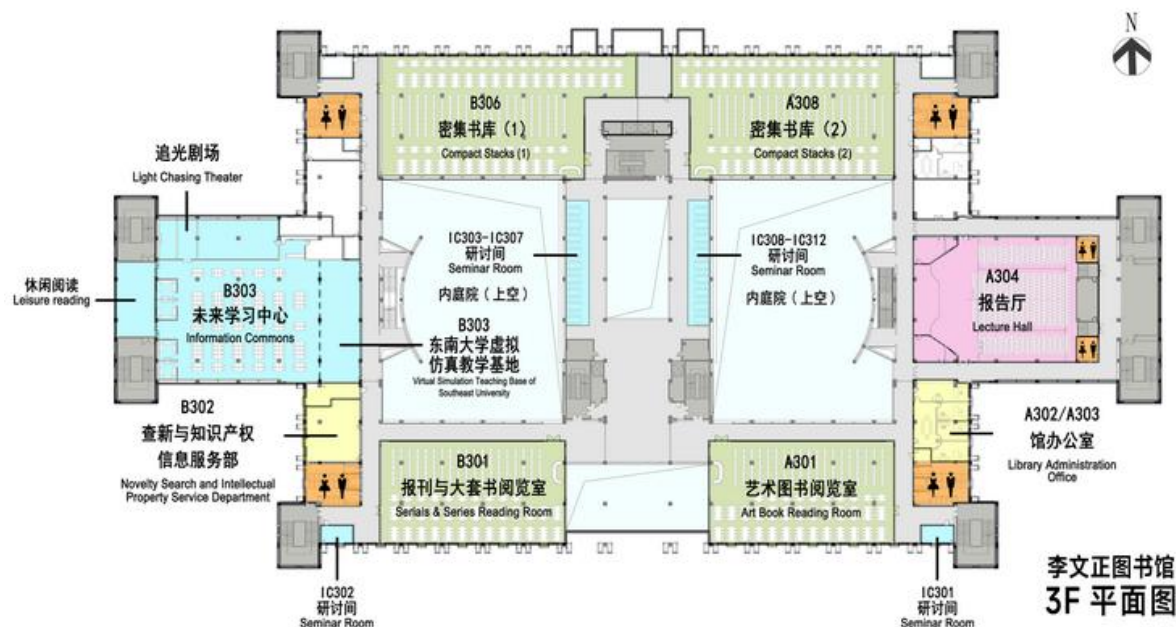 N
B306
密集书库（1）
Compact Stacks (1)
A308
密集书库（2）
Compact Stacks (2)
追光剧场
Light Chasing Theater
IC303-IC307
研讨间
Seminar Room
内庭院（上空）
IC308-IC312
研讨间
Seminar Room
内庭院（上空）
休闲阅读
Leisure reading
B303
未来学习中心
Information Commons
B303
东南大学虚拟
仿真教学基地
Virtual Simulation Teaching Base of
Southeast University
A304
报告厅
Lecture Hall
B302
查新与知识产权
信息服务部
Novelty Search and Intellectual
Property Service Department
A302/A303
馆办公室
Library Administration
Office
B301
报刊与大套书阅览室
Serials & Series Reading Room
A301
艺术图书阅览室
Art Book Reading Room
IC302
研讨间
Seminar Room
IC301
研讨间
Seminar Room
李文正图书馆
3F 平面图